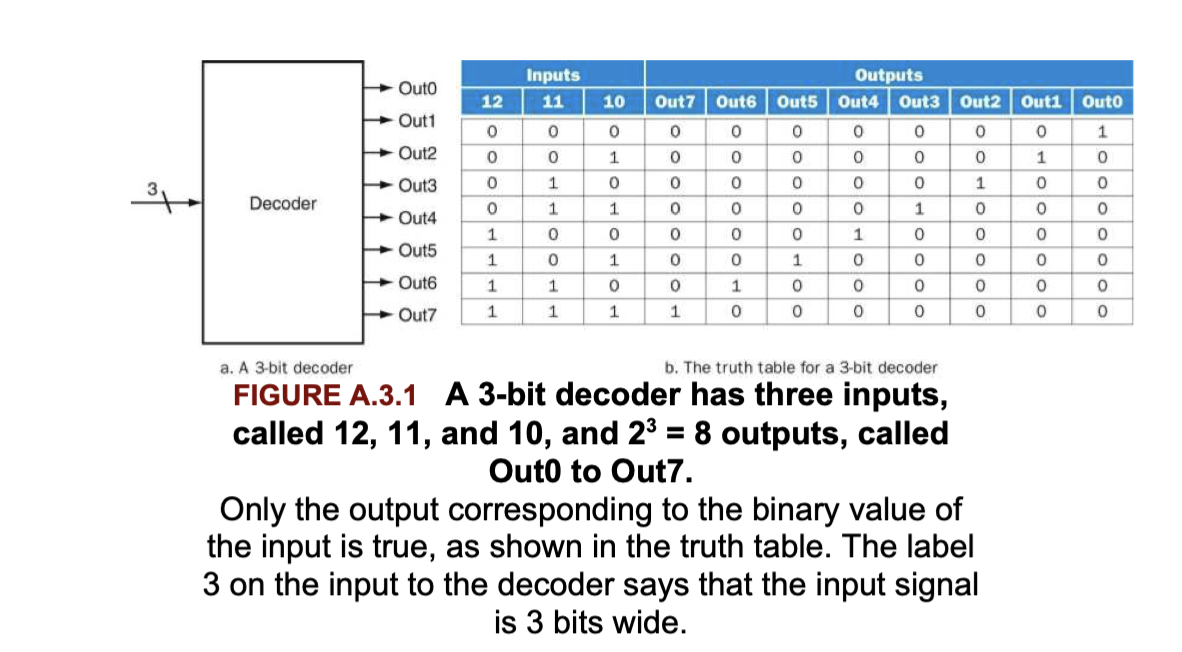 3
Decoder
Out0
Out1
Out2
Out3
Out4
Out5
Out6
Out7
a. A 3-bit decoder
Inputs Outputs
12 11 10 Out7 Out6 Out5 Out4 Out3 Out2 Out1 Out0
0 0 0 0 0 0 0 0 0 0 1
0 0 1 0 0 0 0 0 0 1 0
0 1 0 0 0 0 0 0 1 0 0
0 1 1 0 0 0 0 1 0 0 0
1 0 0 0 0 0 1 0 0 0 0
1 0 1 0 0 1 0 0 0 0 0
1 1 0 0 1 0 0 0 0 0 0
1 1 1 1 0 0 0 0 0 0 0
b. The truth table for a 3-bit decoder
FIGURE A.3.1 A 3-bit decoder has three inputs,
called 12, 11, and 10, and 2³ = 8 outputs, called
Out0 to Out7.
Only the output corresponding to the binary value of
the input is true, as shown in the truth table. The label
3 on the input to the decoder says that the input signal
is 3 bits wide.